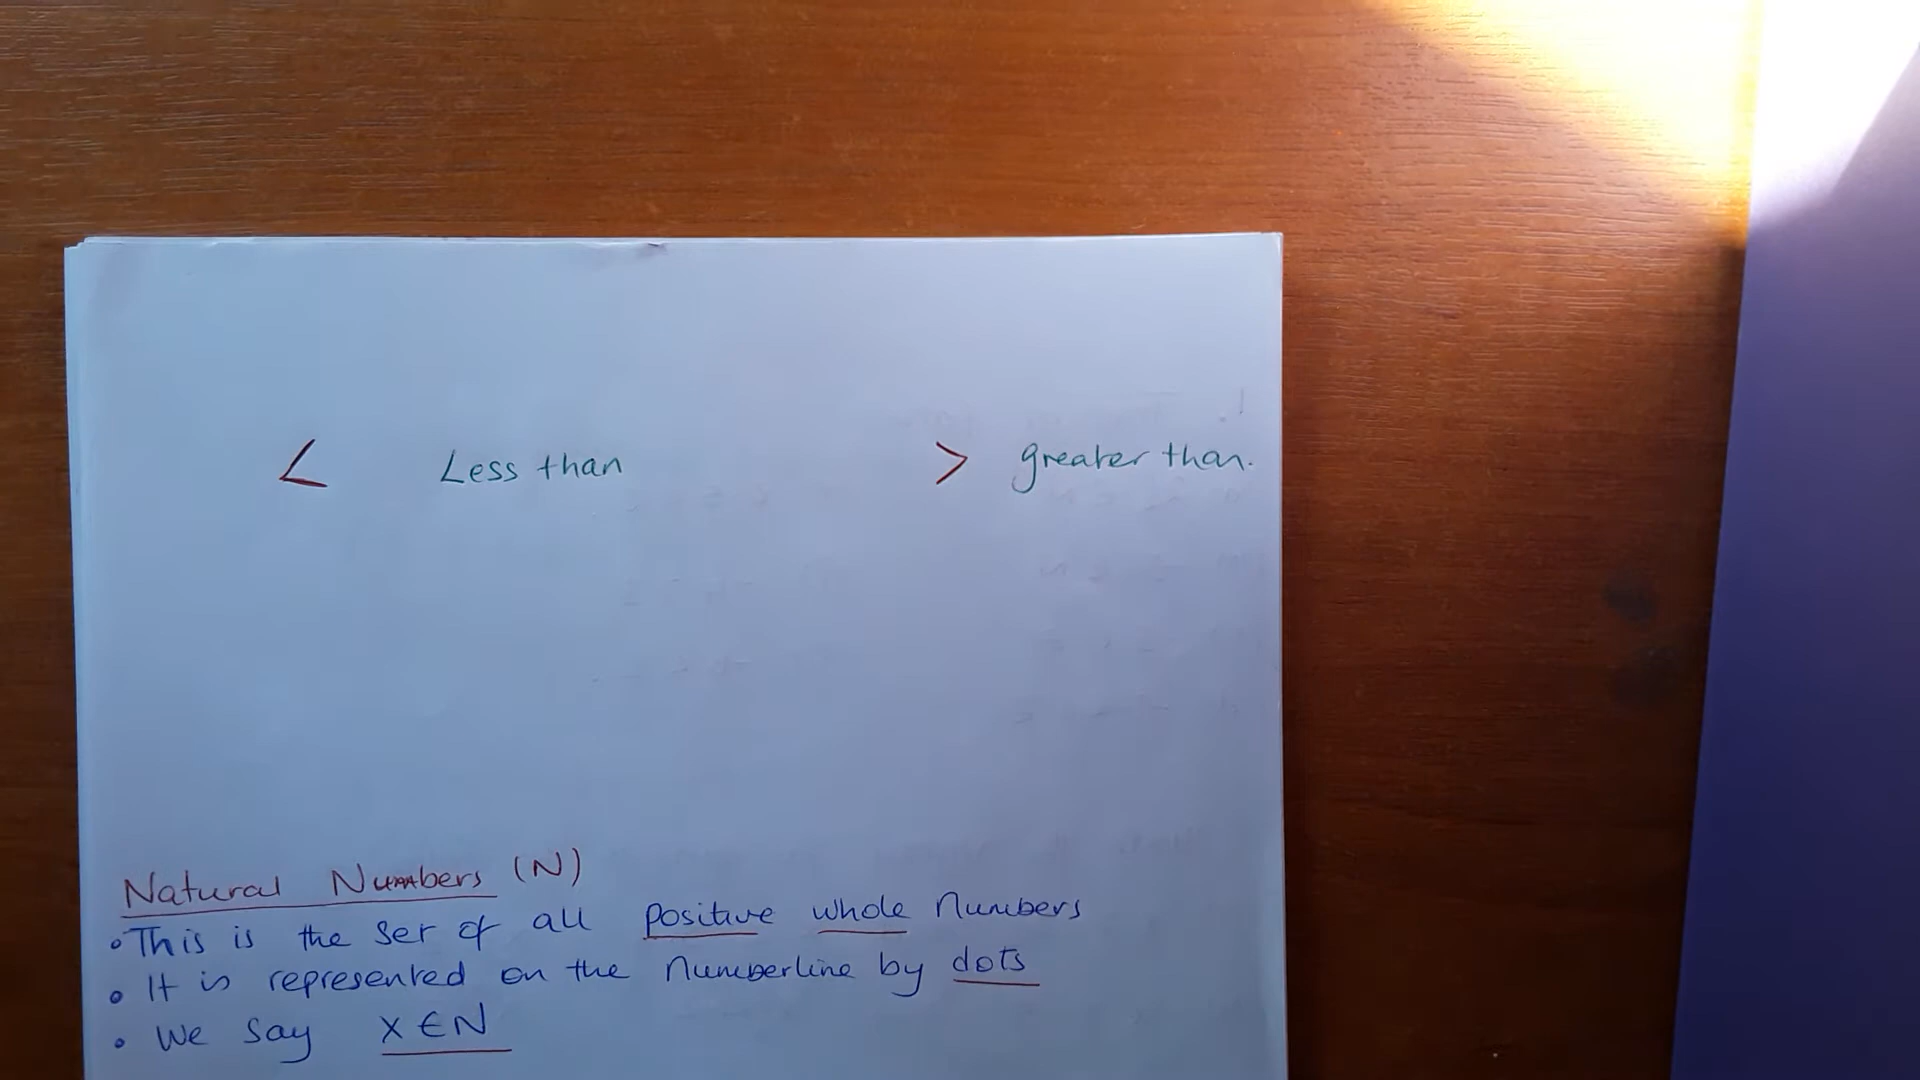 < Less than > greater than.
Natural Numbers (N)
• This is the set of all positive whole numbers
• It is represented on the numberline by dots
• We say x ∈ N